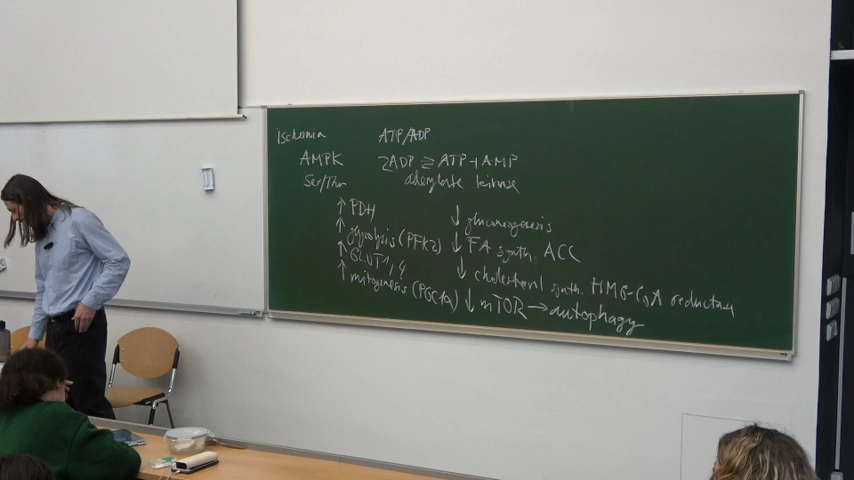 Ischemia ATP/ADP
AMPK 2ADP ⇌ ATP + AMP
Ser/Thr adenylate kinase
↑ PDH ↓ gluconeogenesis
↑ glycolysis (PFK2) ↓ FA synth. ACC
↑ GLUT1,4 ↓ cholesterol synth. HMG-CoA reductase
↑ mitogenesis (PGC1α) ↓ mTOR → autophagy